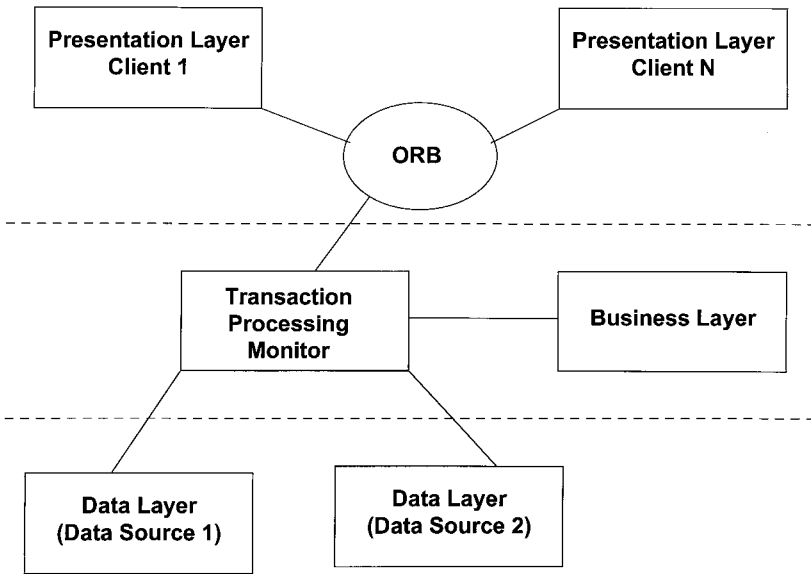 Presentation Layer
Client 1
Presentation Layer
Client N
ORB
Transaction
Processing
Monitor
Business Layer
Data Layer
(Data Source 1)
Data Layer
(Data Source 2)